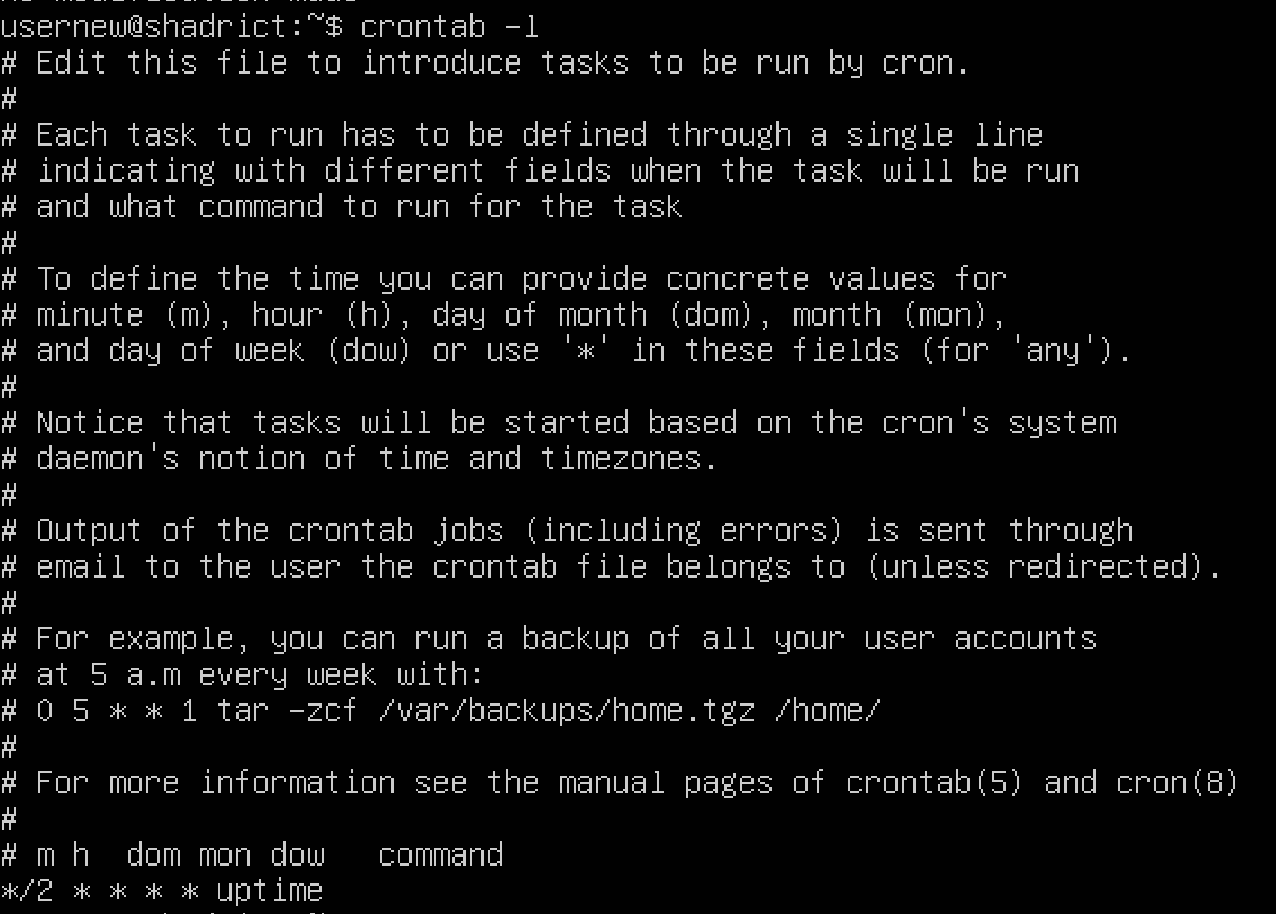 usernew@shadrict:~$ crontab -l
# Edit this file to introduce tasks to be run by cron.
#
# Each task to run has to be defined through a single line
# indicating with different fields when the task will be run
# and what command to run for the task
#
# To define the time you can provide concrete values for
# minute (m), hour (h), day of month (dom), month (mon),
# and day of week (dow) or use '*' in these fields (for 'any').
#
# Notice that tasks will be started based on the cron's system
# daemon's notion of time and timezones.
#
# Output of the crontab jobs (including errors) is sent through
# email to the user the crontab file belongs to (unless redirected).
#
# For example, you can run a backup of all your user accounts
# at 5 a.m every week with:
# 0 5 * * 1 tar -zcf /var/backups/home.tgz /home/
#
# For more information see the manual pages of crontab(5) and cron(8)
#
# m h  dom mon dow   command
*/2 * * * * uptime